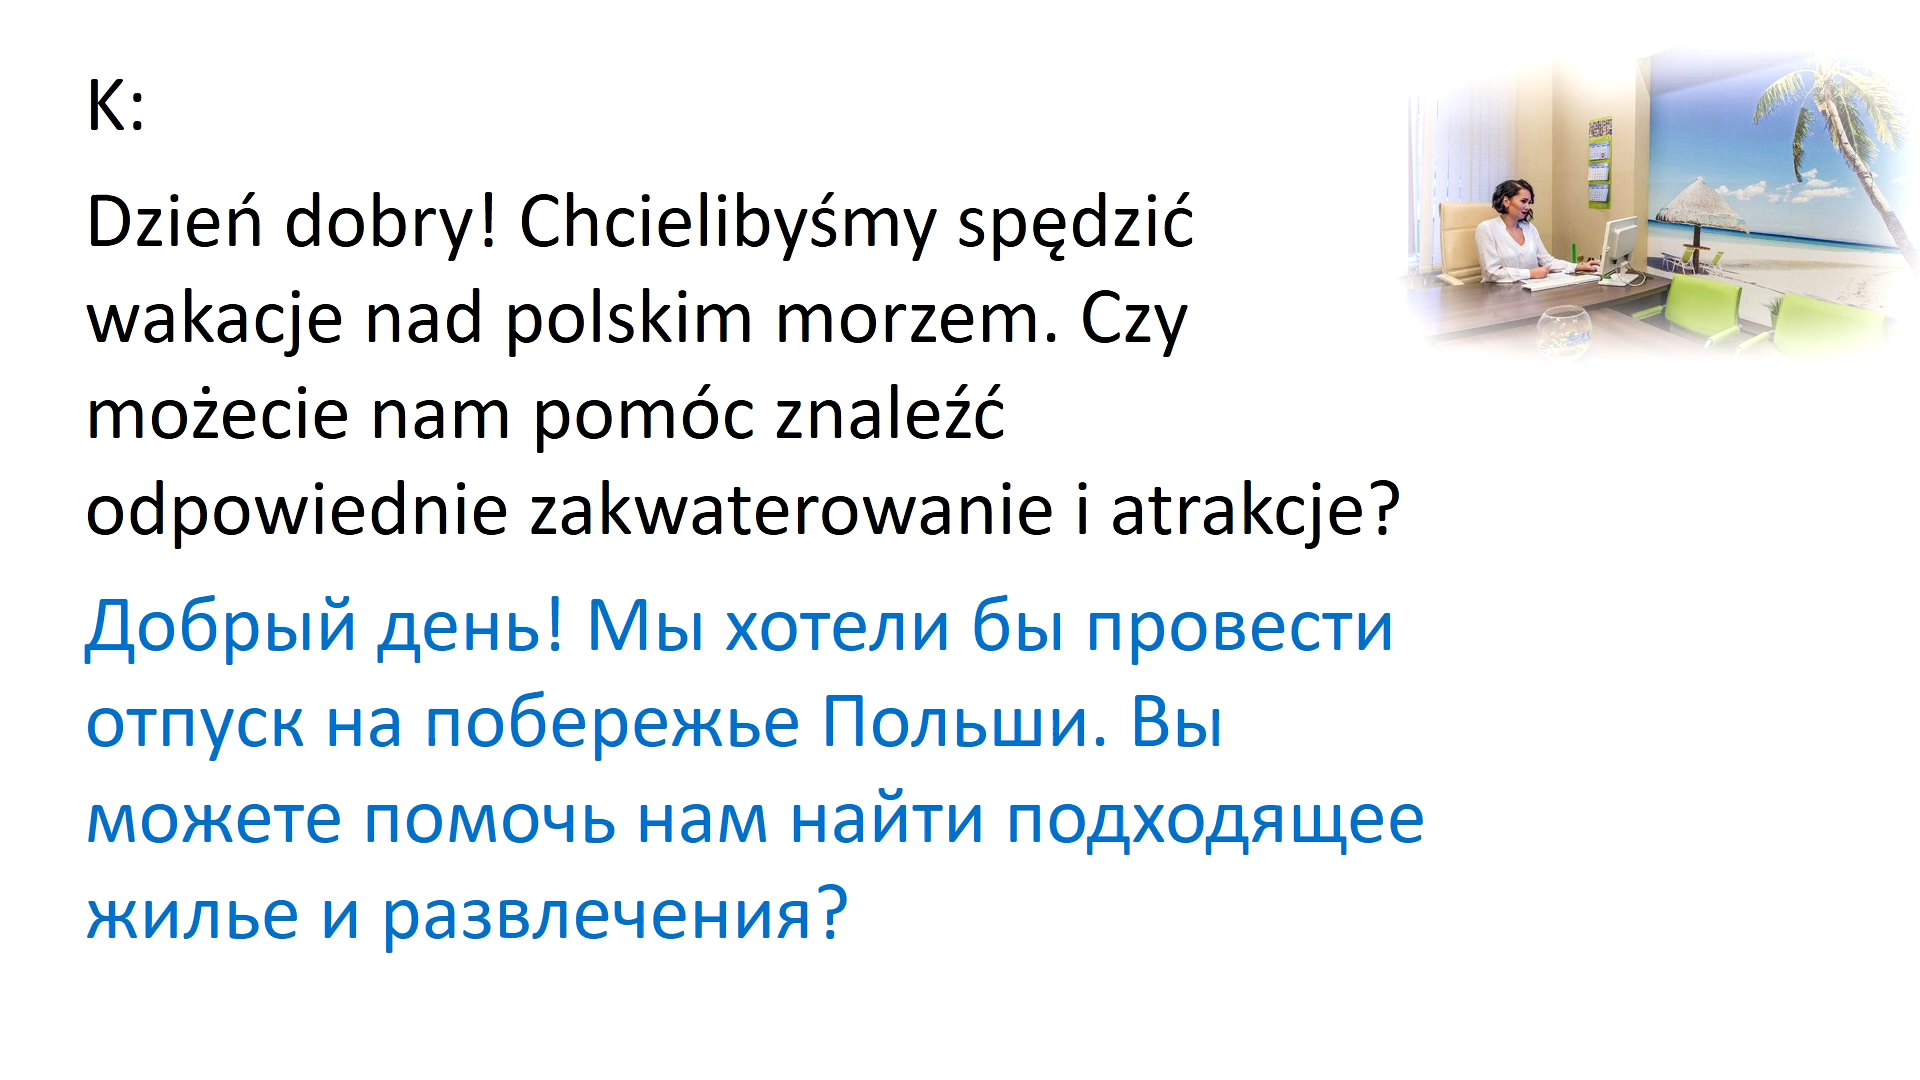 K:
Dzień dobry! Chcielibyśmy spędzić
wakacje nad polskim morzem. Czy
możecie nam pomóc znaleźć
odpowiednie zakwaterowanie i atrakcje?
Добрый день! Мы хотели бы провести
отпуск на побережье Польши. Вы
можете помочь нам найти подходящее
жилье и развлечения?